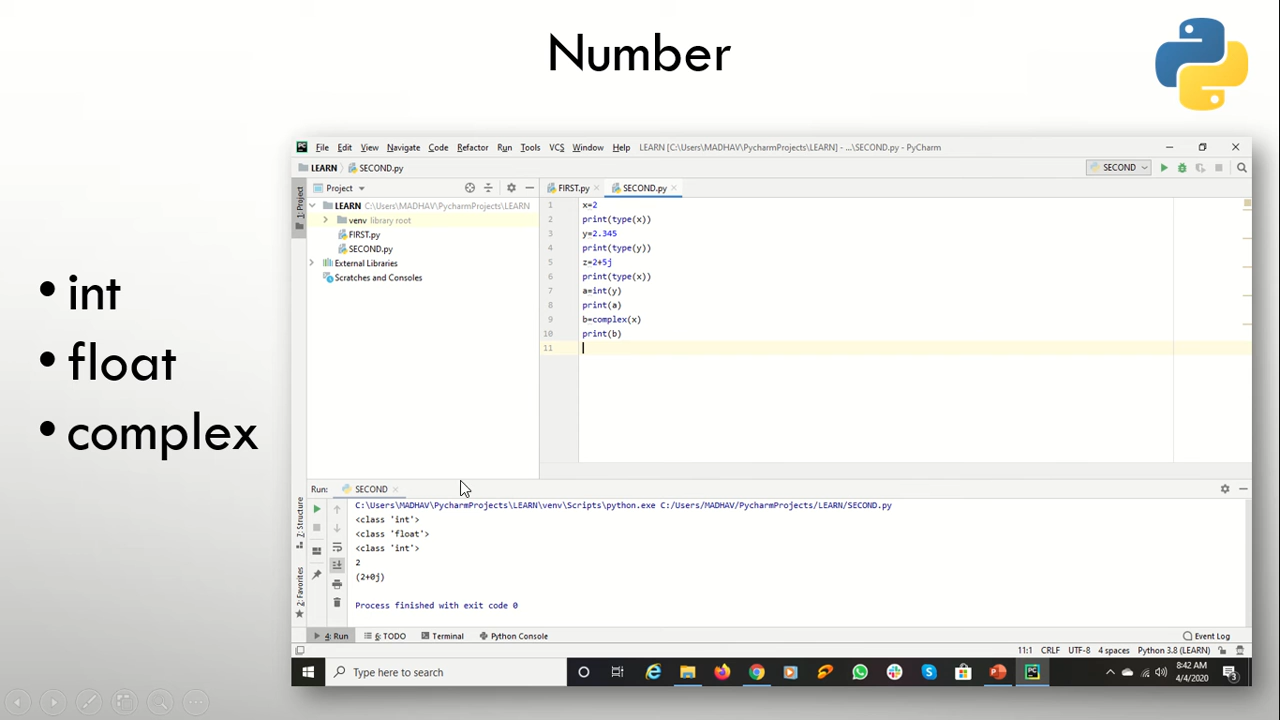 Number
• int
• float
• complex
File Edit View Navigate Code Refactor Run Tools VCS Window Help LEARN [C:\Users\MADHAV\PycharmProjects\LEARN] - ...\SECOND.py - PyCharm
LEARN SECOND.py
SECOND
1: Project
Project
FIRST.py SECOND.py
LEARN C:\Users\MADHAV\PycharmProjects\LEARN
venv library root
FIRST.py
SECOND.py
External Libraries
Scratches and Consoles
1 x=2
2 print(type(x))
3 y=2.345
4 print(type(y))
5 z=2+5j
6 print(type(x))
7 a=int(y)
8 print(a)
9 b=complex(x)
10 print(b)
11
Run: SECOND
C:\Users\MADHAV\PycharmProjects\LEARN\venv\Scripts\python.exe C:/Users/MADHAV/PycharmProjects/LEARN/SECOND.py
<class 'int'>
<class 'float'>
<class 'int'>
2
(2+0j)
Process finished with exit code 0
7: Structure
2: Favorites
4: Run 6: TODO Terminal Python Console Event Log
11:1 CRLF UTF-8 4 spaces Python 3.8 (LEARN)
Type here to search
8:42 AM
4/4/2020
3